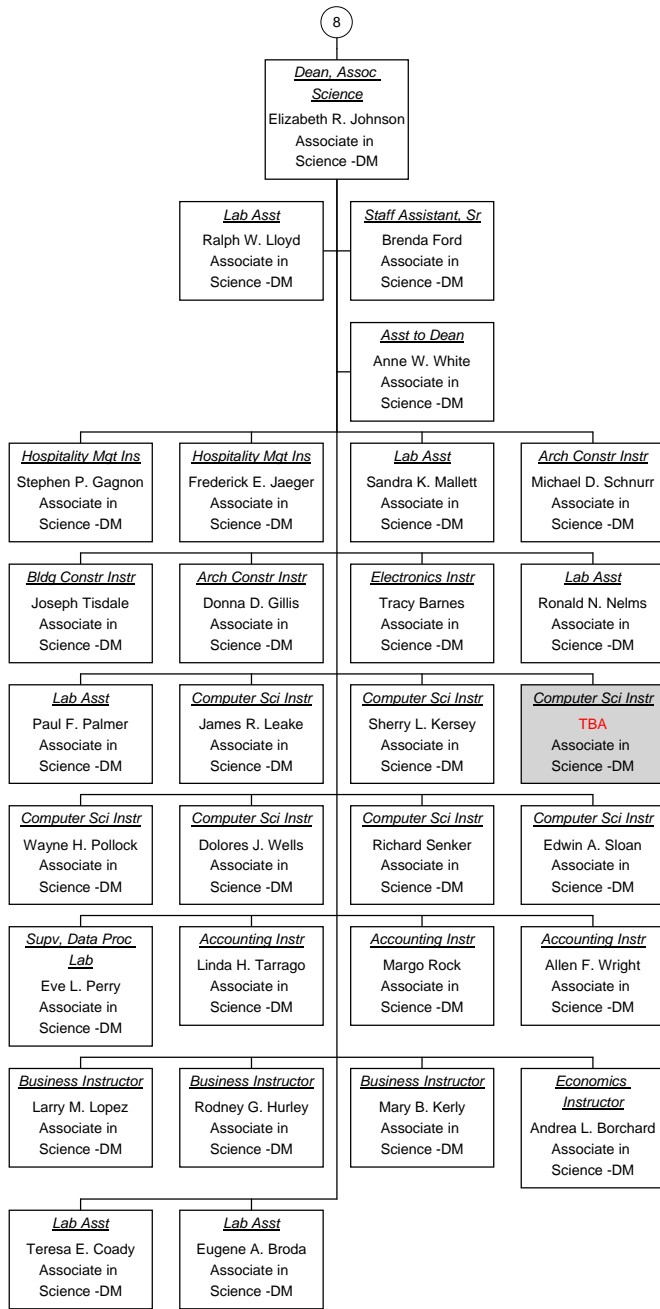 8
Dean, Assoc
Science
Elizabeth R. Johnson
Associate in
Science -DM
Lab Asst
Ralph W. Lloyd
Associate in
Science -DM
Staff Assistant, Sr
Brenda Ford
Associate in
Science -DM
Asst to Dean
Anne W. White
Associate in
Science -DM
Hospitality Mgt Ins
Stephen P. Gagnon
Associate in
Science -DM
Hospitality Mgt Ins
Frederick E. Jaeger
Associate in
Science -DM
Lab Asst
Sandra K. Mallett
Associate in
Science -DM
Arch Constr Instr
Michael D. Schnurr
Associate in
Science -DM
Bldg Constr Instr
Joseph Tisdale
Associate in
Science -DM
Arch Constr Instr
Donna D. Gillis
Associate in
Science -DM
Electronics Instr
Tracy Barnes
Associate in
Science -DM
Lab Asst
Ronald N. Nelms
Associate in
Science -DM
Lab Asst
Paul F. Palmer
Associate in
Science -DM
Computer Sci Instr
James R. Leake
Associate in
Science -DM
Computer Sci Instr
Sherry L. Kersey
Associate in
Science -DM
Computer Sci Instr
TBA
Associate in
Science -DM
Computer Sci Instr
Wayne H. Pollock
Associate in
Science -DM
Computer Sci Instr
Dolores J. Wells
Associate in
Science -DM
Computer Sci Instr
Richard Senker
Associate in
Science -DM
Computer Sci Instr
Edwin A. Sloan
Associate in
Science -DM
Supv, Data Proc
Lab
Eve L. Perry
Associate in
Science -DM
Accounting Instr
Linda H. Tarrago
Associate in
Science -DM
Accounting Instr
Margo Rock
Associate in
Science -DM
Accounting Instr
Allen F. Wright
Associate in
Science -DM
Business Instructor
Larry M. Lopez
Associate in
Science -DM
Business Instructor
Rodney G. Hurley
Associate in
Science -DM
Business Instructor
Mary B. Kerly
Associate in
Science -DM
Economics
Instructor
Andrea L. Borchard
Associate in
Science -DM
Lab Asst
Teresa E. Coady
Associate in
Science -DM
Lab Asst
Eugene A. Broda
Associate in
Science -DM